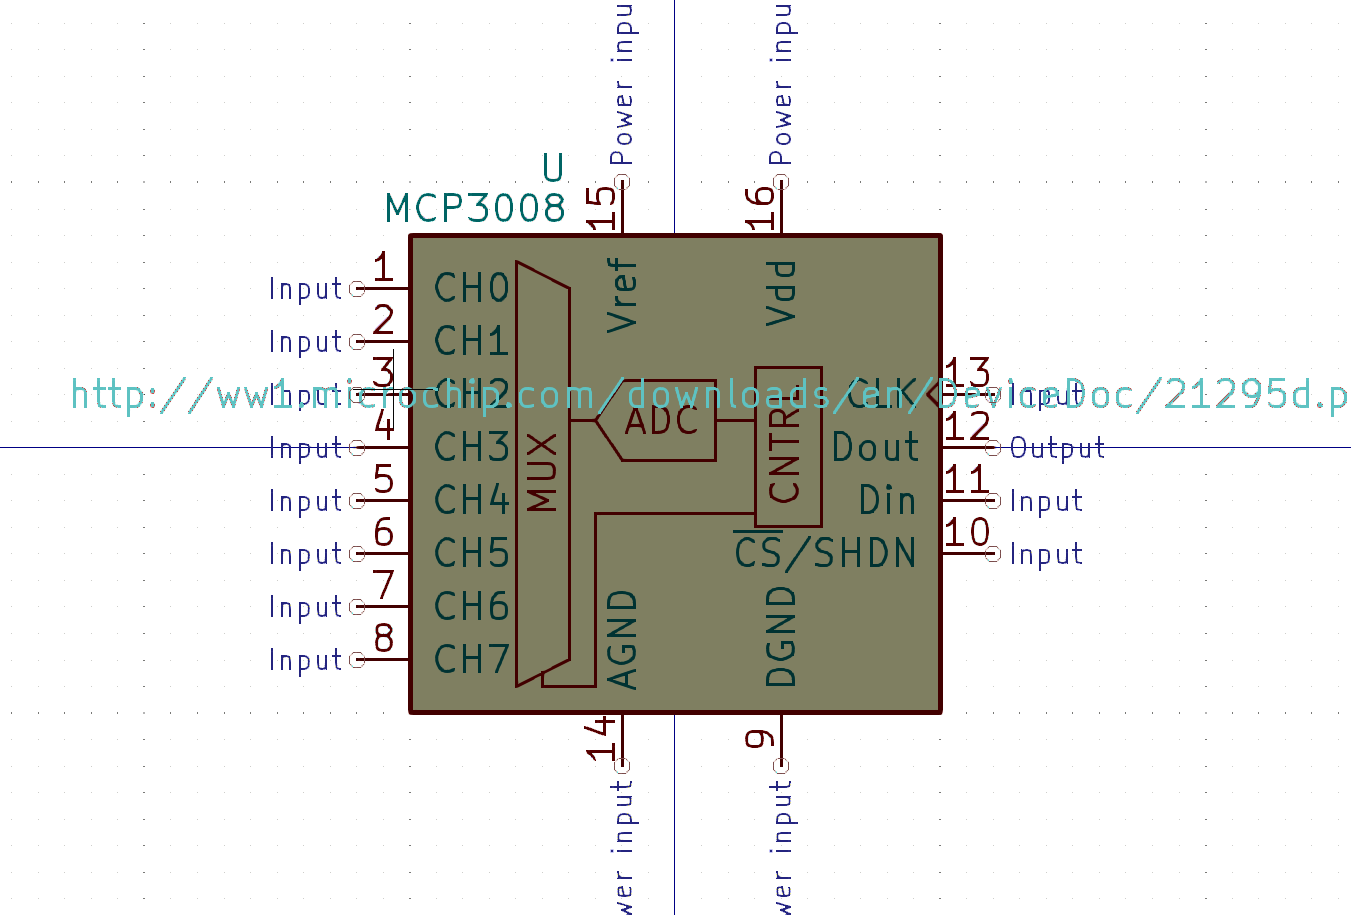 Power inpu
Power inpu
U
MCP3008
15
16
Vref
Vdd
Input 1 CH0
Input 2 CH1
Input 3 CH2
Input 4 CH3
Input 5 CH4
Input 6 CH5
Input 7 CH6
Input 8 CH7
http://ww1.microchip.com/downloads/en/DeviceDoc/21295d.p
MUX
ADC
CNTRL
CLK 13 Input
Dout 12 Output
Din 11 Input
CS/SHDN 10 Input
AGND
DGND
14
9
wer input
wer input